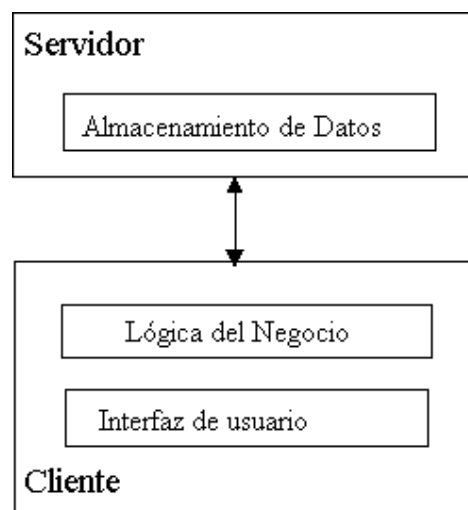 Servidor
Almacenamiento de Datos
Lógica del Negocio
Interfaz de usuario
Cliente